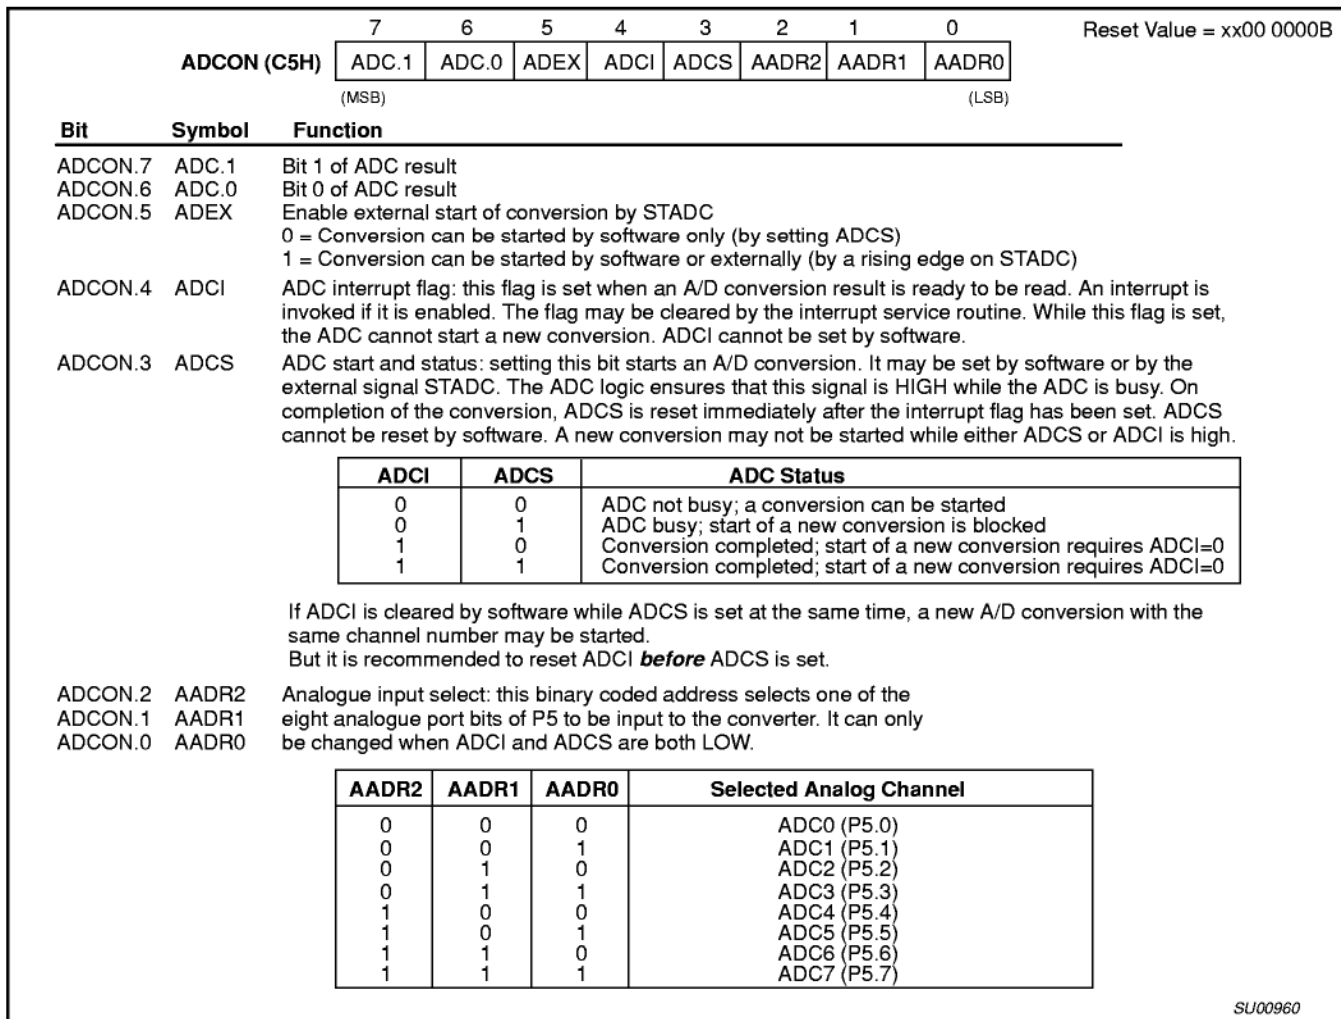 7 6 5 4 3 2 1 0 Reset Value = xx00 0000B
ADCON (C5H) ADC.1 ADC.0 ADEX ADCI ADCS AADR2 AADR1 AADR0
(MSB) (LSB)
Bit Symbol Function
ADCON.7 ADC.1 Bit 1 of ADC result
ADCON.6 ADC.0 Bit 0 of ADC result
ADCON.5 ADEX Enable external start of conversion by STADC
0 = Conversion can be started by software only (by setting ADCS)
1 = Conversion can be started by software or externally (by a rising edge on STADC)
ADCON.4 ADCI ADC interrupt flag: this flag is set when an A/D conversion result is ready to be read. An interrupt is
invoked if it is enabled. The flag may be cleared by the interrupt service routine. While this flag is set,
the ADC cannot start a new conversion. ADCI cannot be set by software.
ADCON.3 ADCS ADC start and status: setting this bit starts an A/D conversion. It may be set by software or by the
external signal STADC. The ADC logic ensures that this signal is HIGH while the ADC is busy. On
completion of the conversion, ADCS is reset immediately after the interrupt flag has been set. ADCS
cannot be reset by software. A new conversion may not be started while either ADCS or ADCI is high.
ADCI ADCS ADC Status
0 0 ADC not busy; a conversion can be started
0 1 ADC busy; start of a new conversion is blocked
1 0 Conversion completed; start of a new conversion requires ADCI=0
1 1 Conversion completed; start of a new conversion requires ADCI=0
If ADCI is cleared by software while ADCS is set at the same time, a new A/D conversion with the
same channel number may be started.
But it is recommended to reset ADCI before ADCS is set.
ADCON.2 AADR2 Analogue input select: this binary coded address selects one of the
ADCON.1 AADR1 eight analogue port bits of P5 to be input to the converter. It can only
ADCON.0 AADR0 be changed when ADCI and ADCS are both LOW.
AADR2 AADR1 AADR0 Selected Analog Channel
0 0 0 ADC0 (P5.0)
0 0 1 ADC1 (P5.1)
0 1 0 ADC2 (P5.2)
0 1 1 ADC3 (P5.3)
1 0 0 ADC4 (P5.4)
1 0 1 ADC5 (P5.5)
1 1 0 ADC6 (P5.6)
1 1 1 ADC7 (P5.7)
SU00960